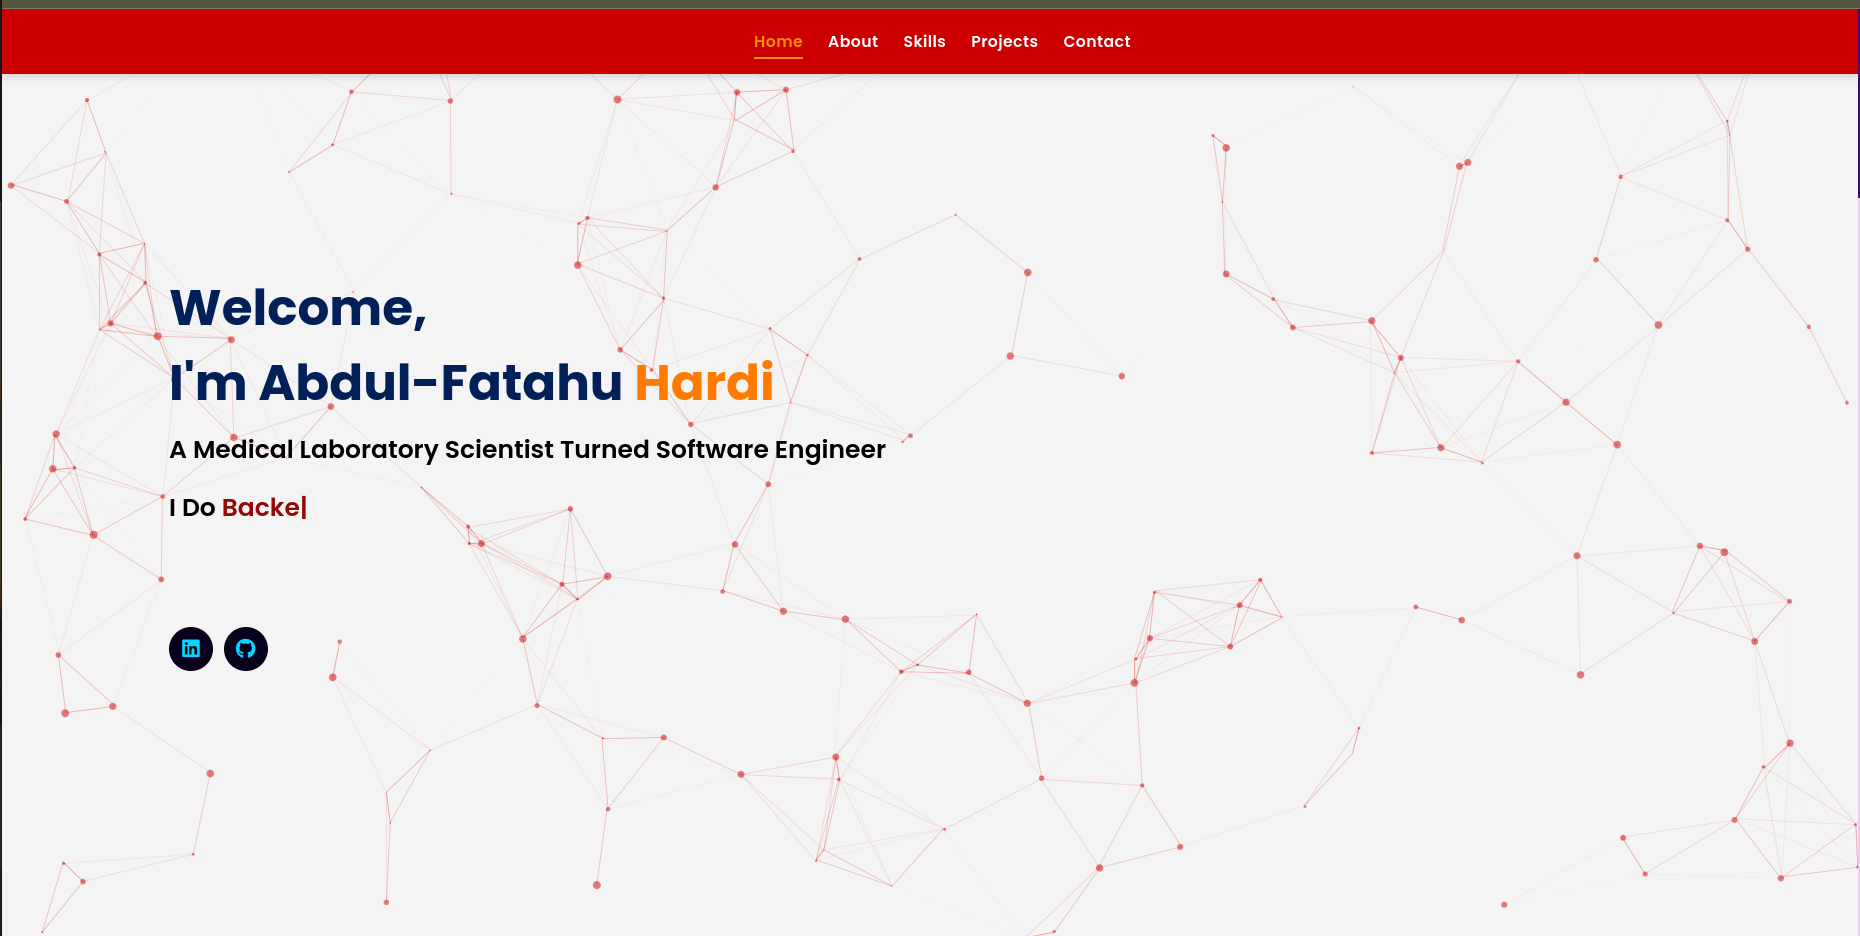 Home About Skills Projects Contact
Welcome,
I'm Abdul-Fatahu Hardi
A Medical Laboratory Scientist Turned Software Engineer
I Do Backe|